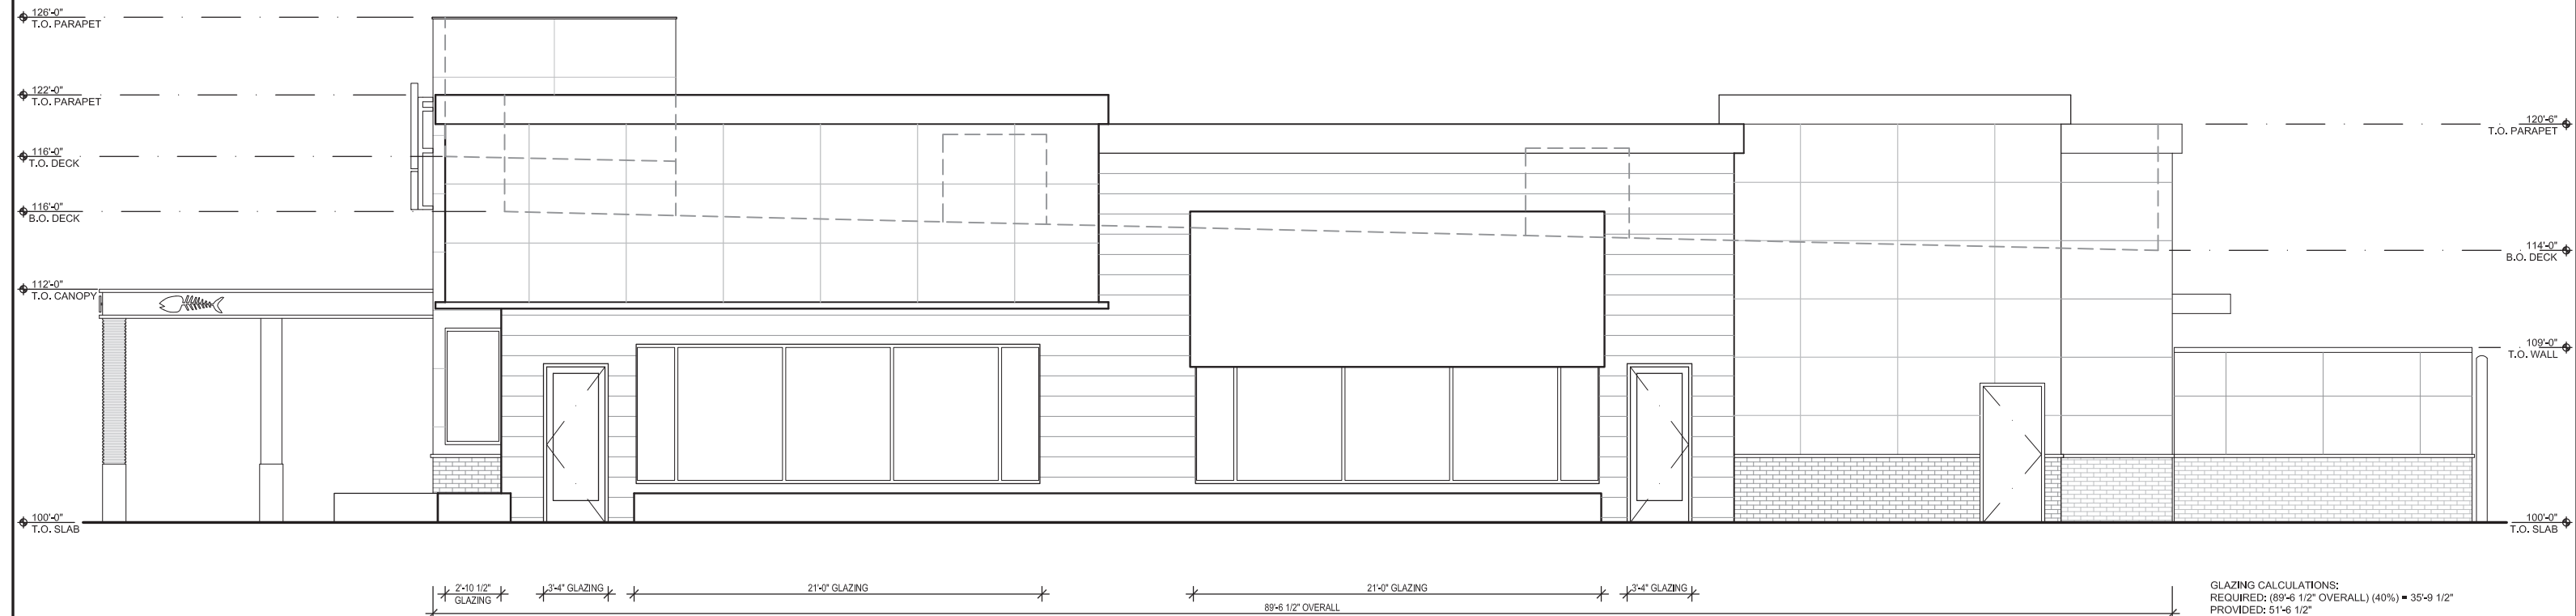 126'-0"
T.O. PARAPET
122'-0"
T.O. PARAPET
116'-0"
T.O. DECK
116'-0"
B.O. DECK
112'-0"
T.O. CANOPY
100'-0"
T.O. SLAB
120'-6"
T.O. PARAPET
114'-0"
B.O. DECK
109'-0"
T.O. WALL
100'-0"
T.O. SLAB
2'-10 1/2"
GLAZING
3'-4" GLAZING
21'-0" GLAZING
21'-0" GLAZING
3'-4" GLAZING
89'-6 1/2" OVERALL
GLAZING CALCULATIONS:
REQUIRED: (89'-6 1/2" OVERALL) (40%) = 35'-9 1/2"
PROVIDED: 51'-6 1/2"